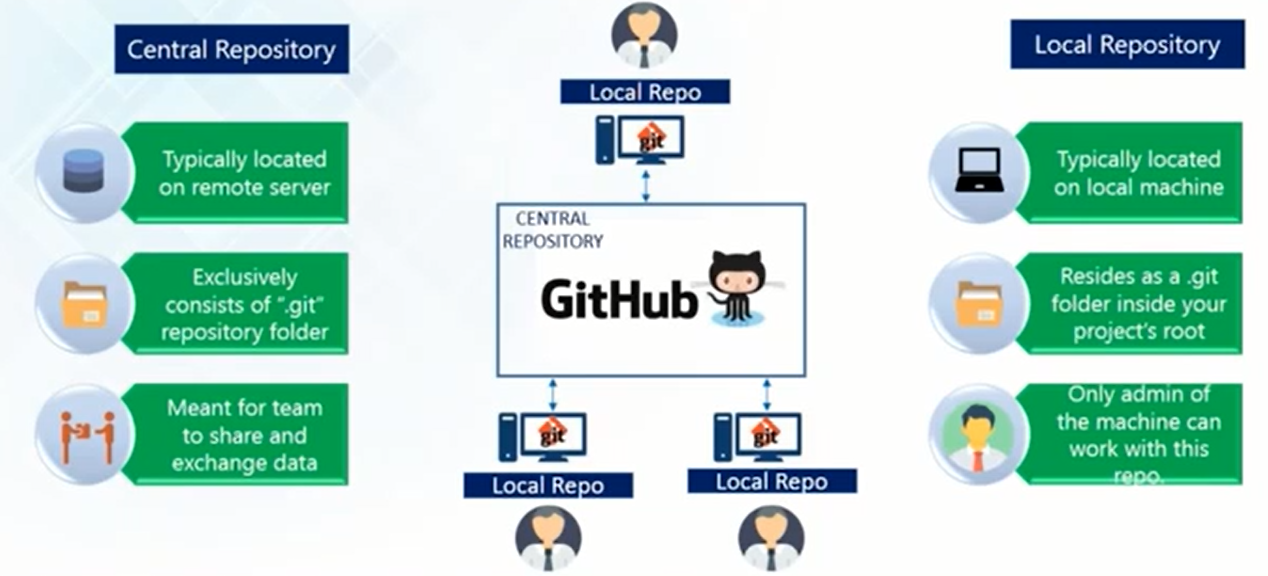 Central Repository
Typically located
on remote server
Exclusively
consists of “.git”
repository folder
Meant for team
to share and
exchange data
Local Repo
git
CENTRAL
REPOSITORY
GitHub
git
Local Repo
git
Local Repo
Local Repository
Typically located
on local machine
Resides as a .git
folder inside your
project's root
Only admin of
the machine can
work with this
repo.